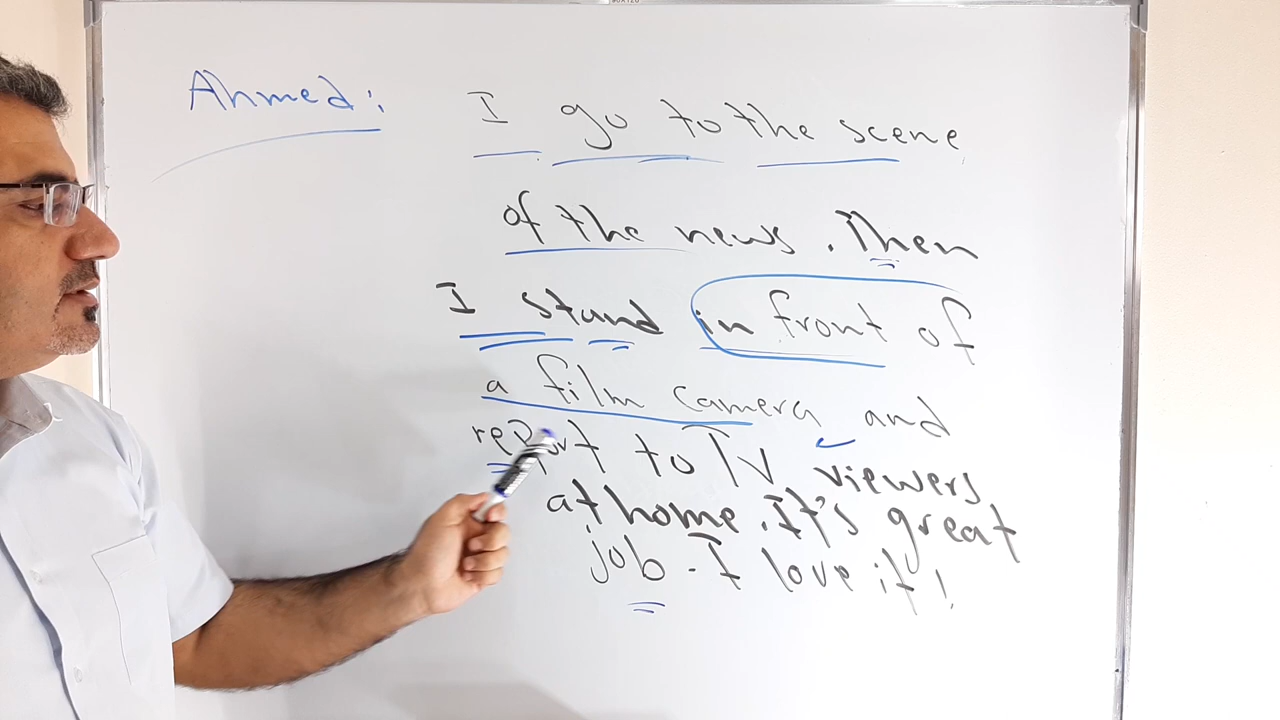 90x120
Ahmed:
I go to the scene
of the news. Then
I stand in front of
a film camera and
report to TV viewers
at home. It's great
job. I love it!